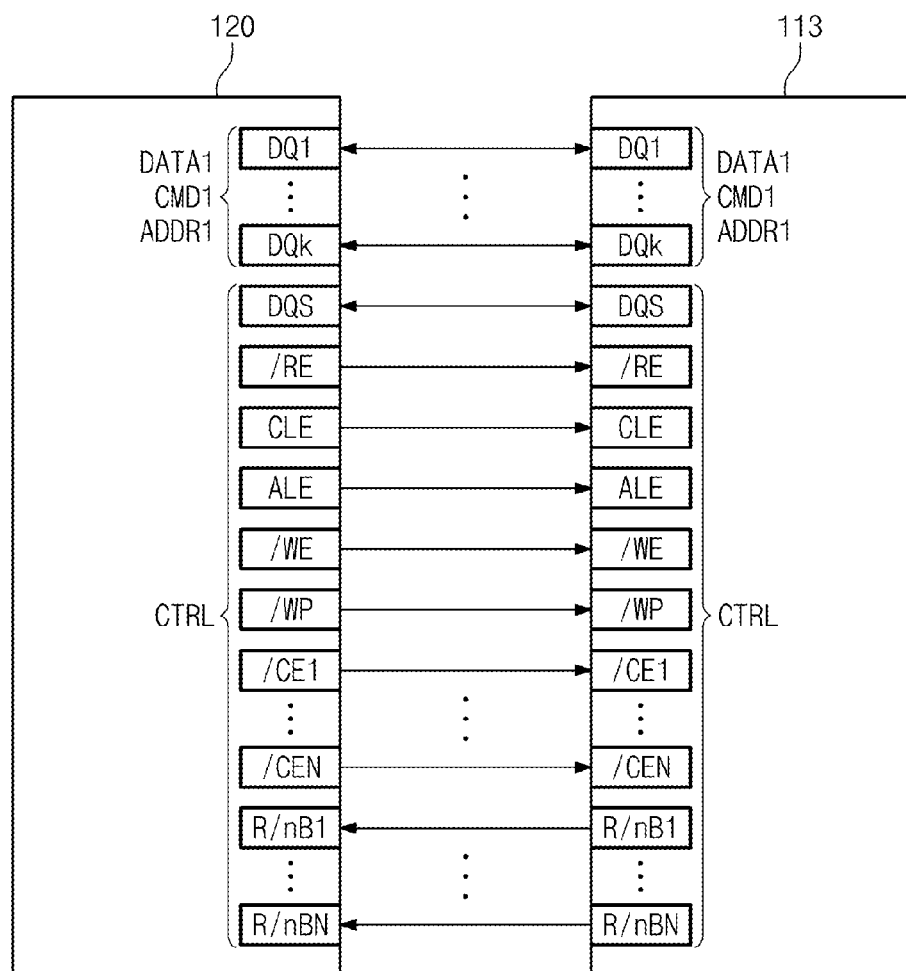 120
113
DATA1
CMD1
ADDR1
DQ1
DQk
DQ1
DQk
DATA1
CMD1
ADDR1
CTRL
DQS
/RE
CLE
ALE
/WE
/WP
/CE1
/CEN
R/nB1
R/nBN
DQS
/RE
CLE
ALE
/WE
/WP
/CE1
/CEN
R/nB1
R/nBN
CTRL